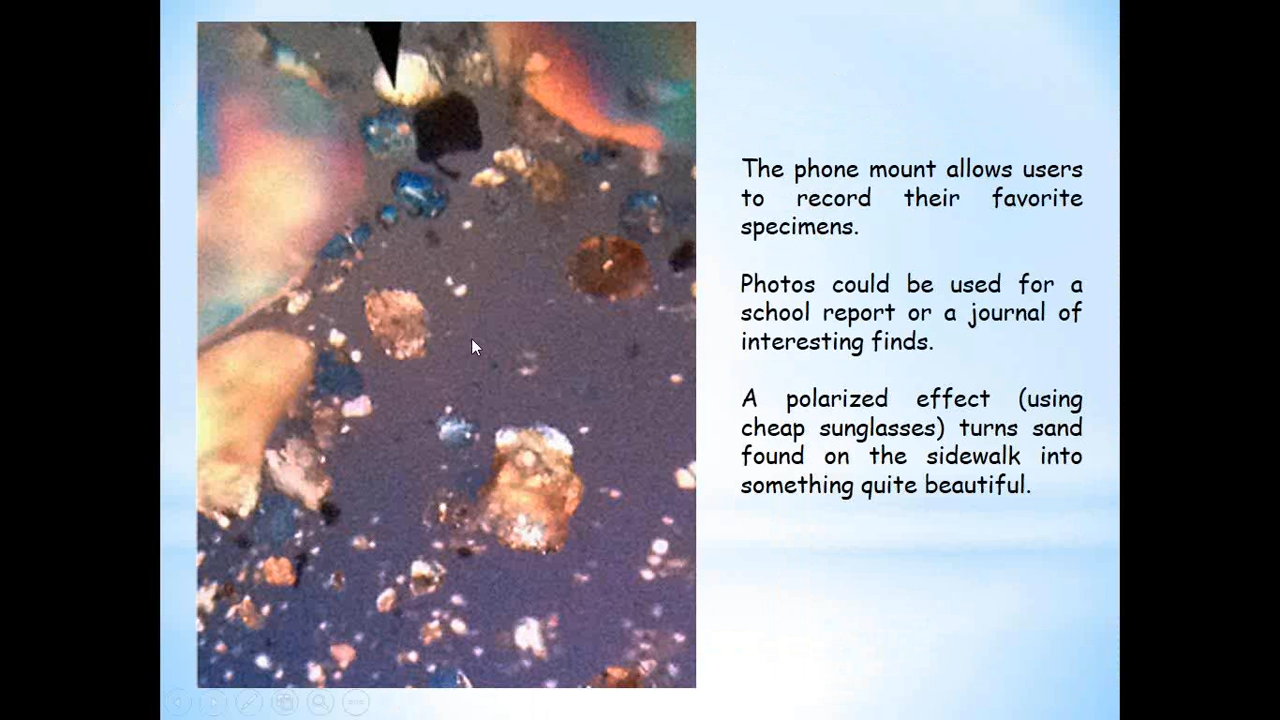 The phone mount allows users
to record their favorite
specimens.
Photos could be used for a
school report or a journal of
interesting finds.
A polarized effect (using
cheap sunglasses) turns sand
found on the sidewalk into
something quite beautiful.